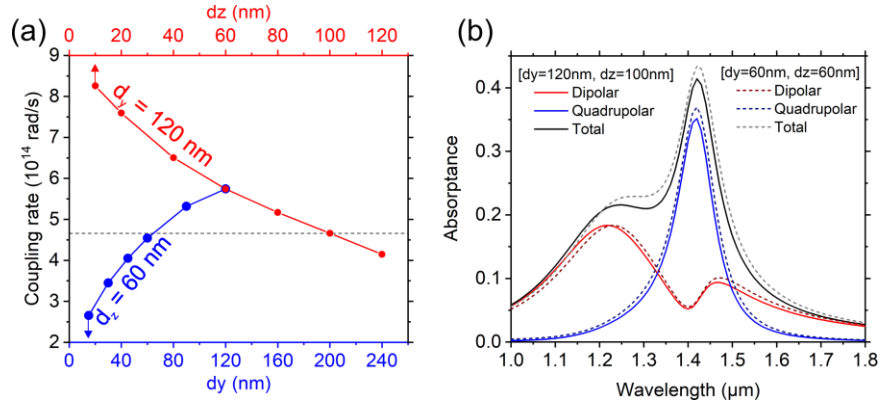 (a)
dz (nm)
0 20 40 60 80 100 120
9
8
7
6
5
4
3
2
Coupling rate (10¹⁴ rad/s)
d_y = 120 nm
d_z = 60 nm
0 40 80 120 160 200 240
dy (nm)
(b)
[dy=120nm, dz=100nm] [dy=60nm, dz=60nm]
Dipolar Dipolar
Quadrupolar Quadrupolar
Total Total
0.4
0.3
0.2
0.1
0.0
Absorptance
1.0 1.1 1.2 1.3 1.4 1.5 1.6 1.7 1.8
Wavelength (µm)